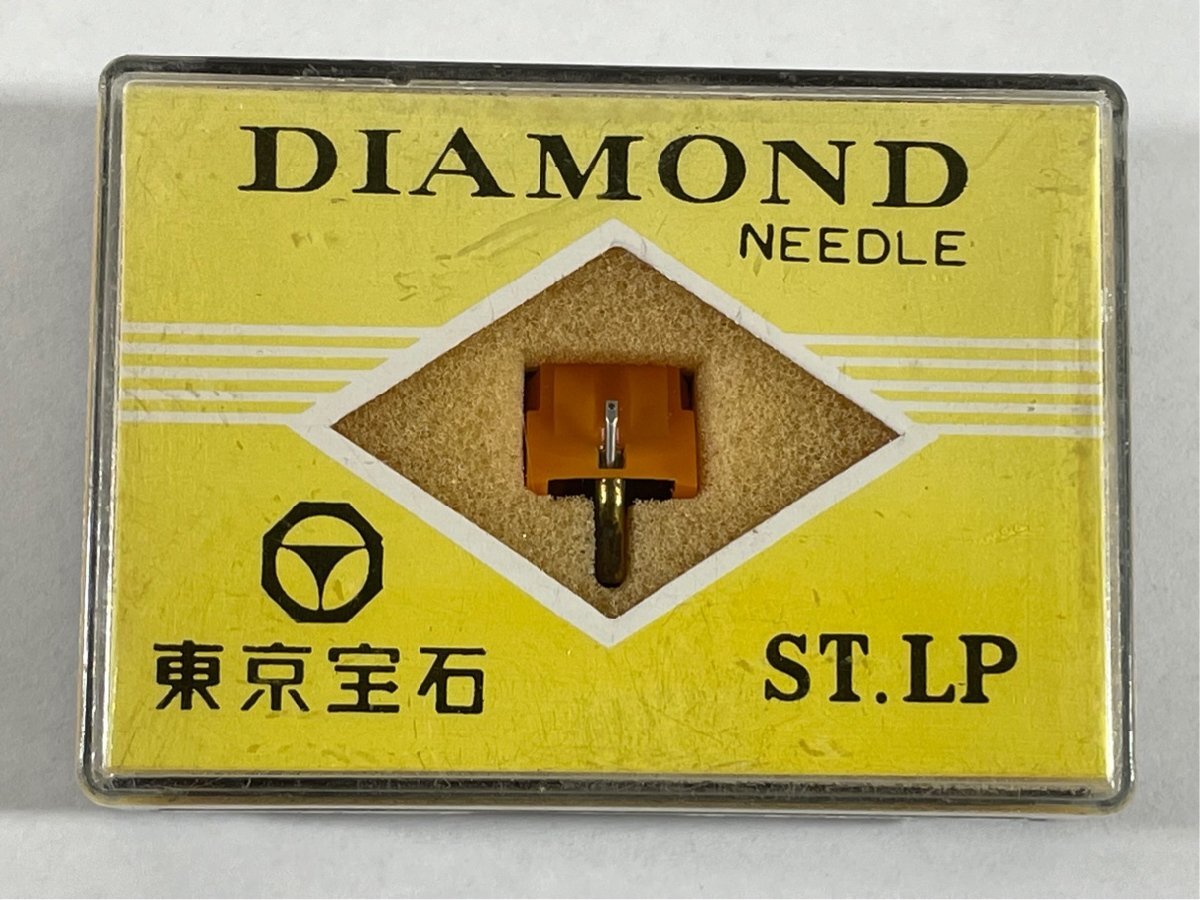 DIAMOND
NEEDLE
東京宝石
ST.LP